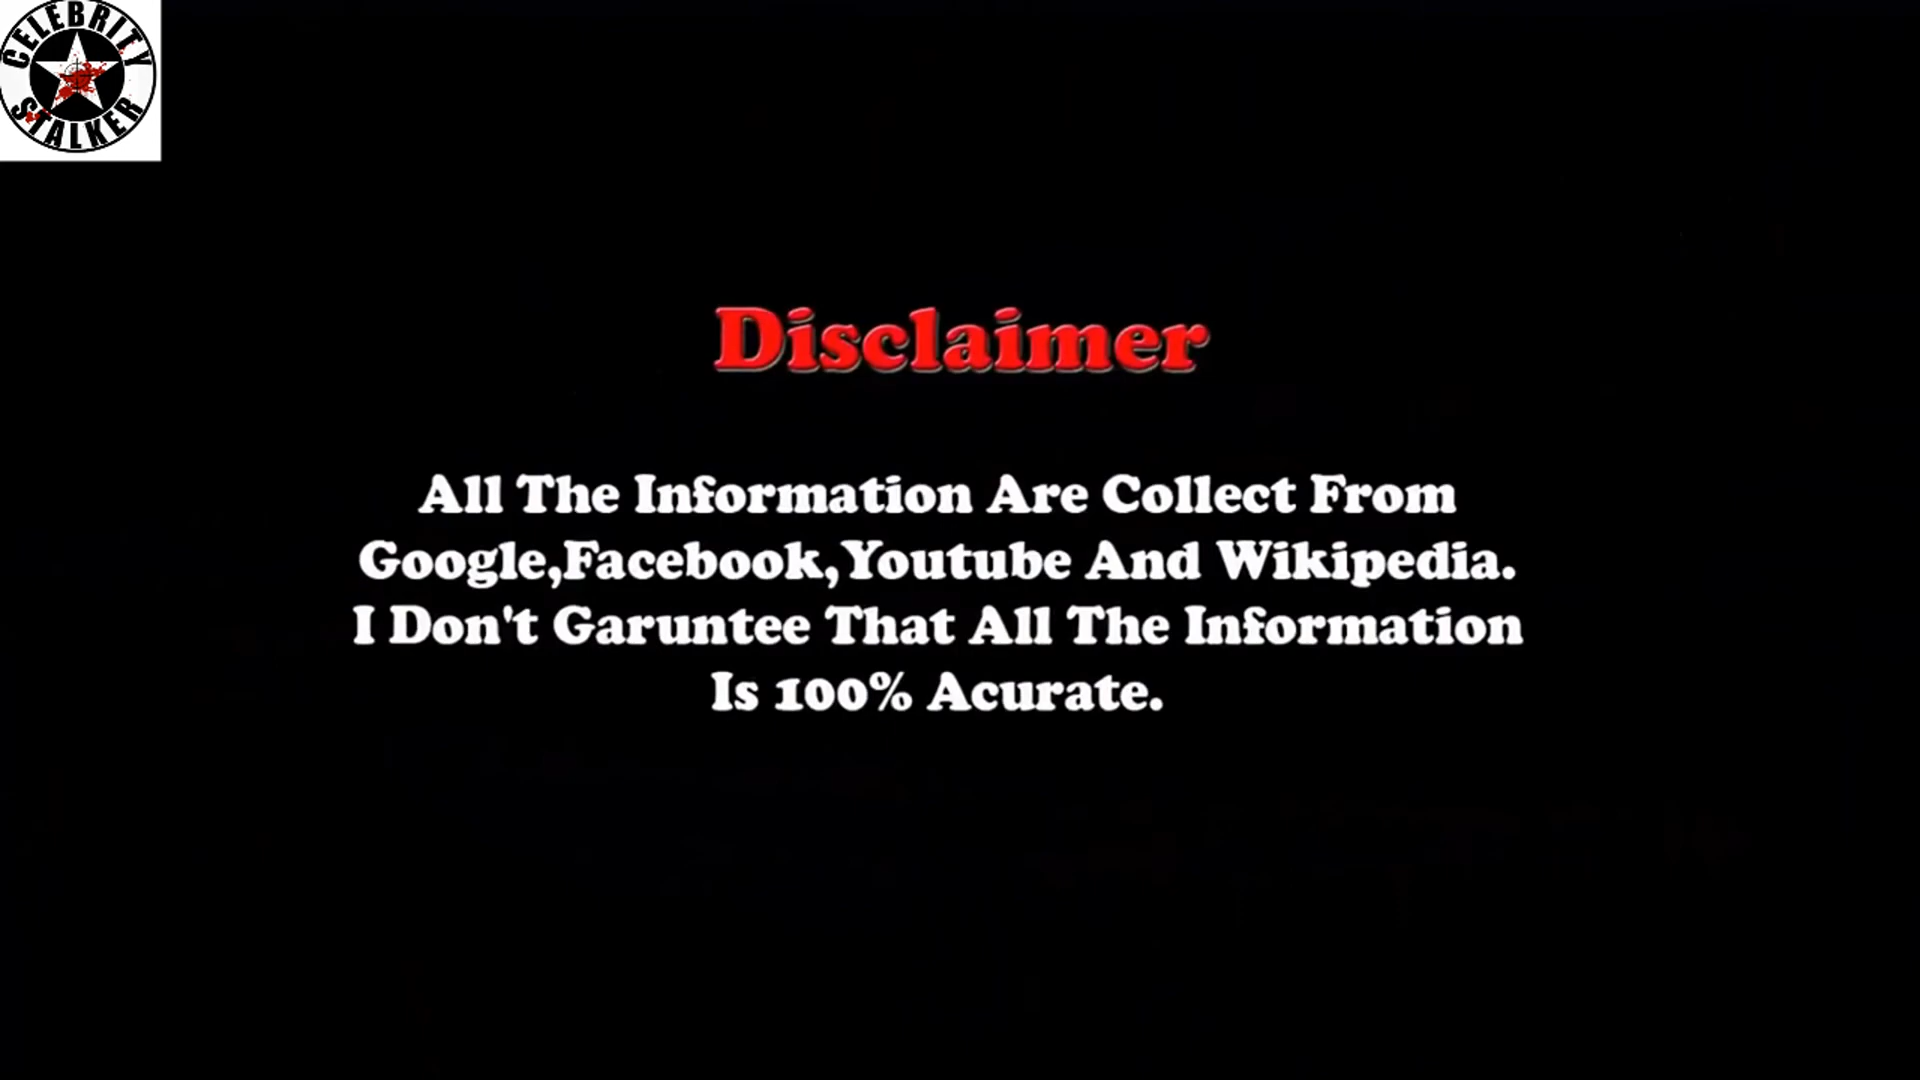 CELEBRITY
STALKER
Disclaimer
All The Information Are Collect From
Google,Facebook,Youtube And Wikipedia.
I Don't Garuntee That All The Information
Is 100% Acurate.